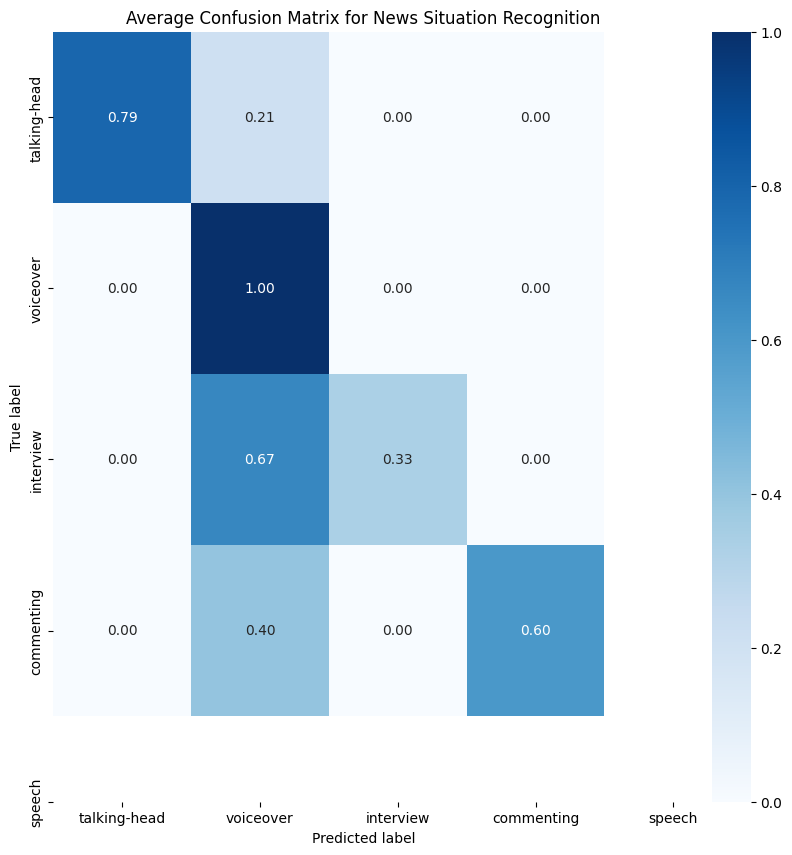 Average Confusion Matrix for News Situation Recognition
talking-head 0.79 0.21 0.00 0.00
voiceover 0.00 1.00 0.00 0.00
interview 0.00 0.67 0.33 0.00
commenting 0.00 0.40 0.00 0.60
speech
True label
talking-head voiceover interview commenting speech
Predicted label
1.0
0.8
0.6
0.4
0.2
0.0